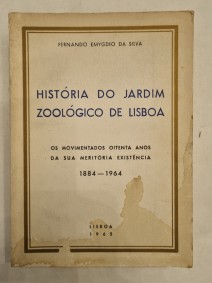 FERNANDO EMYGDIO DA SILVA
HISTÓRIA DO JARDIM
ZOOLÓGICO DE LISBOA
OS MOVIMENTADOS OITENTA ANOS
DA SUA MERITÓRIA EXISTÊNCIA
1884—1964
LISBOA
1965